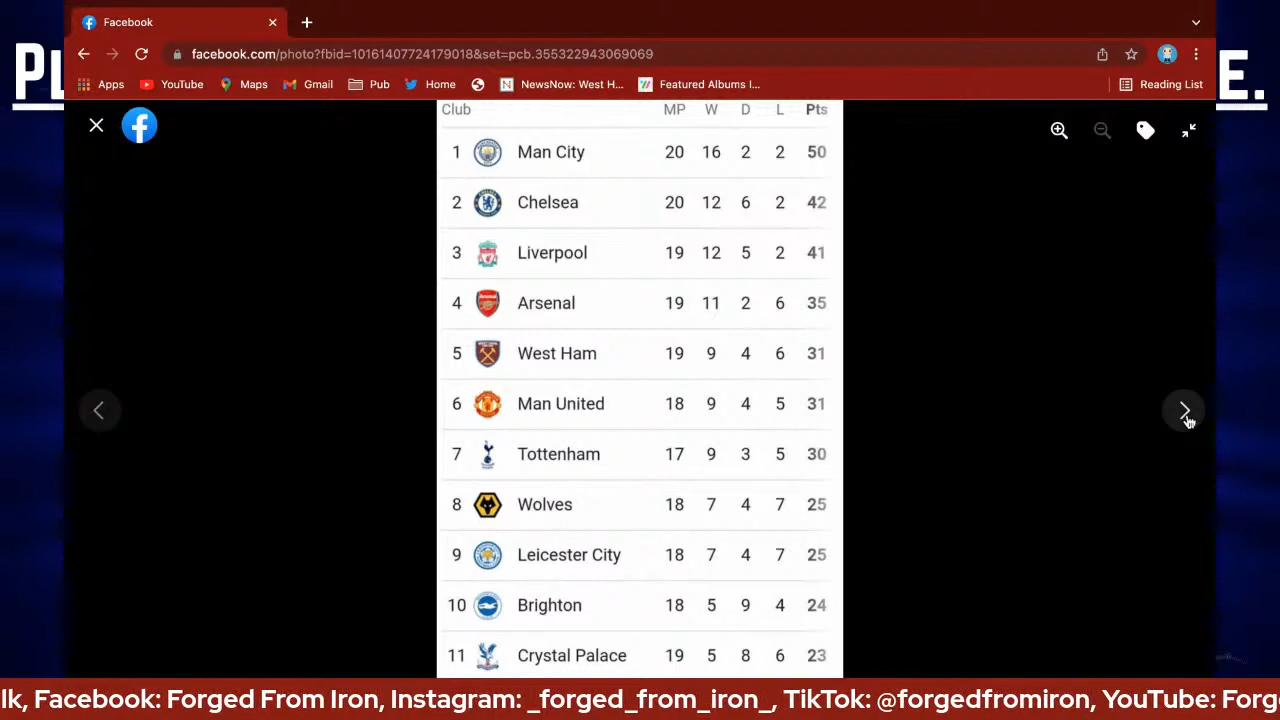 Facebook
facebook.com/photo?fbid=10161407724179018&set=pcb.355322943069069
Apps YouTube Maps Gmail Pub Home NewsNow: West H... Featured Albums I... Reading List
PL
E.
Club MP W D L Pts
1 Man City 20 16 2 2 50
2 Chelsea 20 12 6 2 42
3 Liverpool 19 12 5 2 41
4 Arsenal 19 11 2 6 35
5 West Ham 19 9 4 6 31
6 Man United 18 9 4 5 31
7 Tottenham 17 9 3 5 30
8 Wolves 18 7 4 7 25
9 Leicester City 18 7 4 7 25
10 Brighton 18 5 9 4 24
11 Crystal Palace 19 5 8 6 23
lk, Facebook: Forged From Iron, Instagram: _forged_from_iron_, TikTok: @forgedfromiron, YouTube: Forg